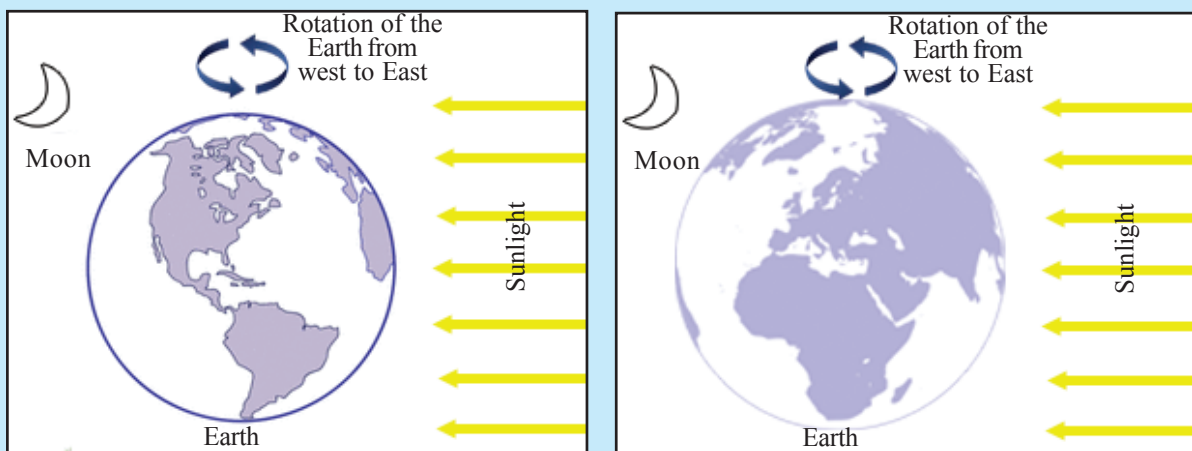 Rotation of the
Earth from
west to East
Moon
Sunlight
Earth
Rotation of the
Earth from
west to East
Moon
Sunlight
Earth